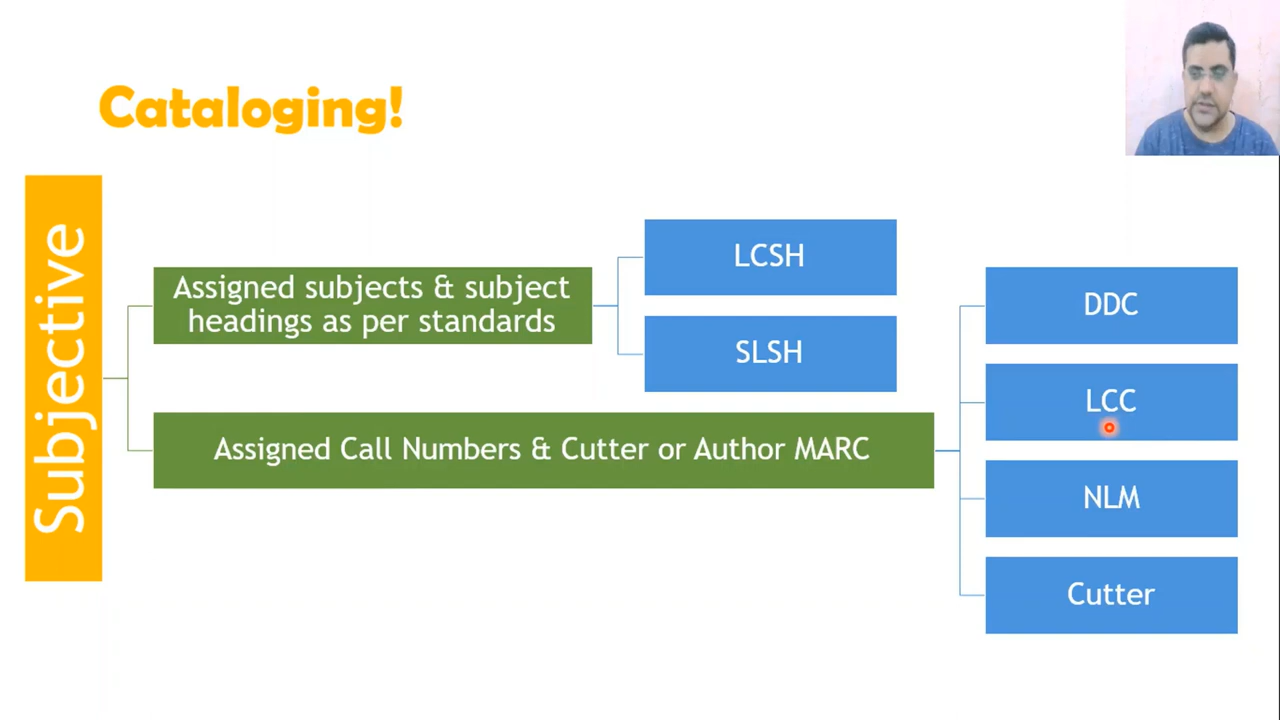 Cataloging!
Subjective
Assigned subjects & subject
headings as per standards
LCSH
SLSH
Assigned Call Numbers & Cutter or Author MARC
DDC
LCC
NLM
Cutter